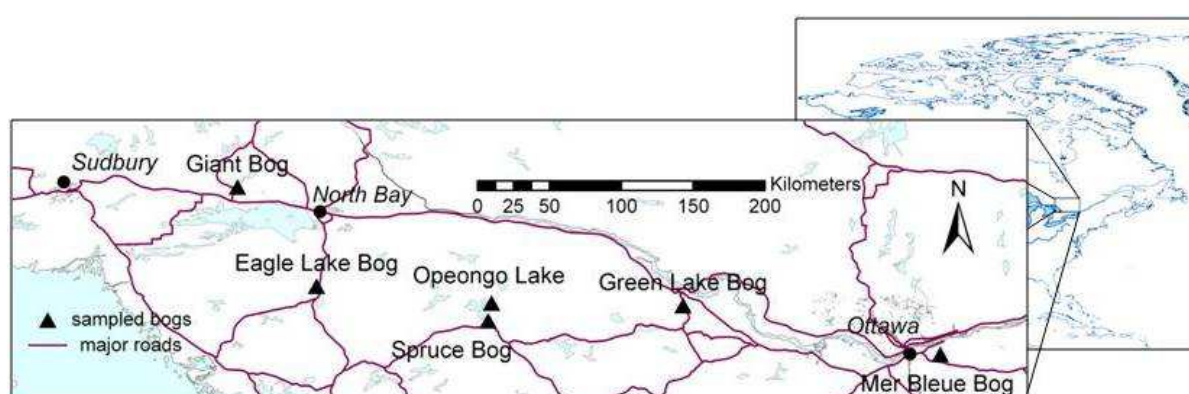 Sudbury
Giant Bog
North Bay
Kilometers
0 25 50 100 150 200
N
Eagle Lake Bog
Opeongo Lake
Green Lake Bog
sampled bogs
major roads
Spruce Bog
Ottawa
Mer Bleue Bog